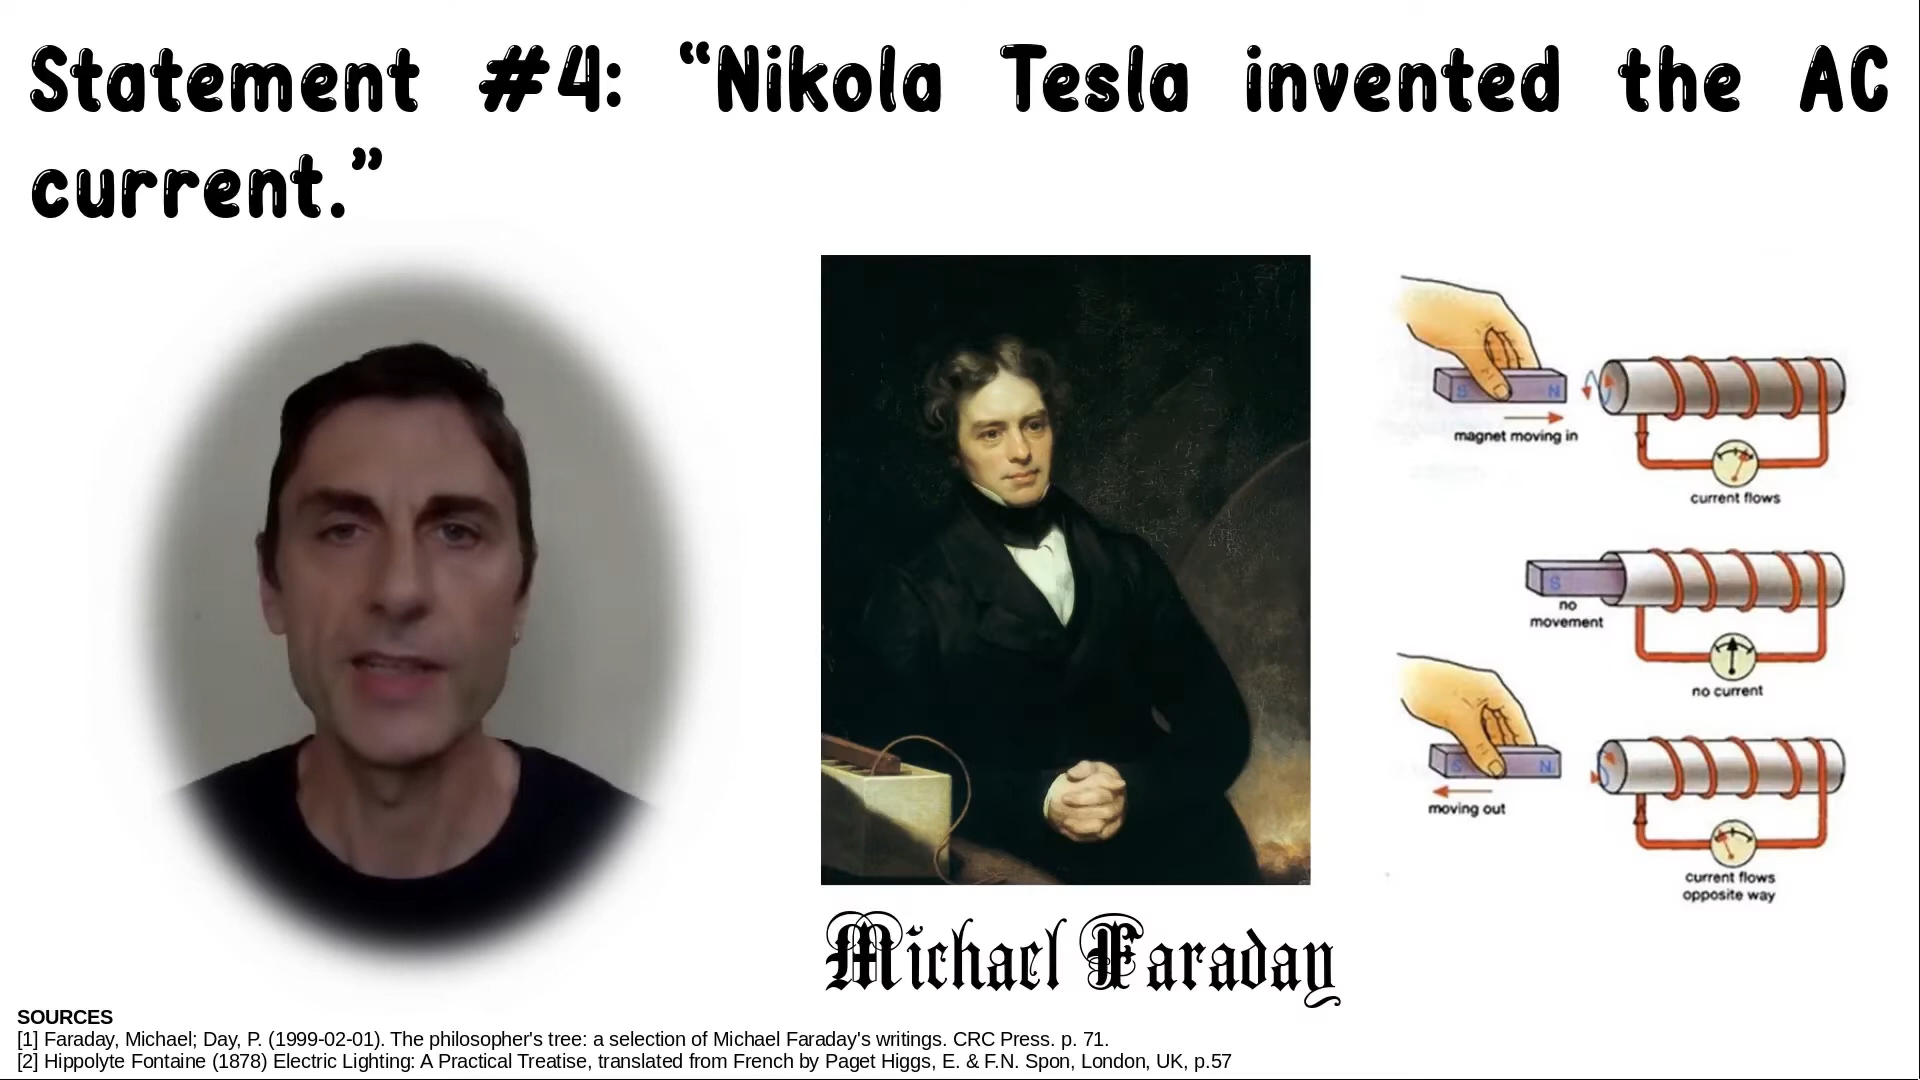 Statement #4: “Nikola Tesla invented the AC
current.”
S N
magnet moving in
current flows
S
no
movement
no current
S N
moving out
current flows
opposite way
Michael Faraday
SOURCES
[1] Faraday, Michael; Day, P. (1999-02-01). The philosopher's tree: a selection of Michael Faraday's writings. CRC Press. p. 71.
[2] Hippolyte Fontaine (1878) Electric Lighting: A Practical Treatise, translated from French by Paget Higgs, E. & F.N. Spon, London, UK, p.57